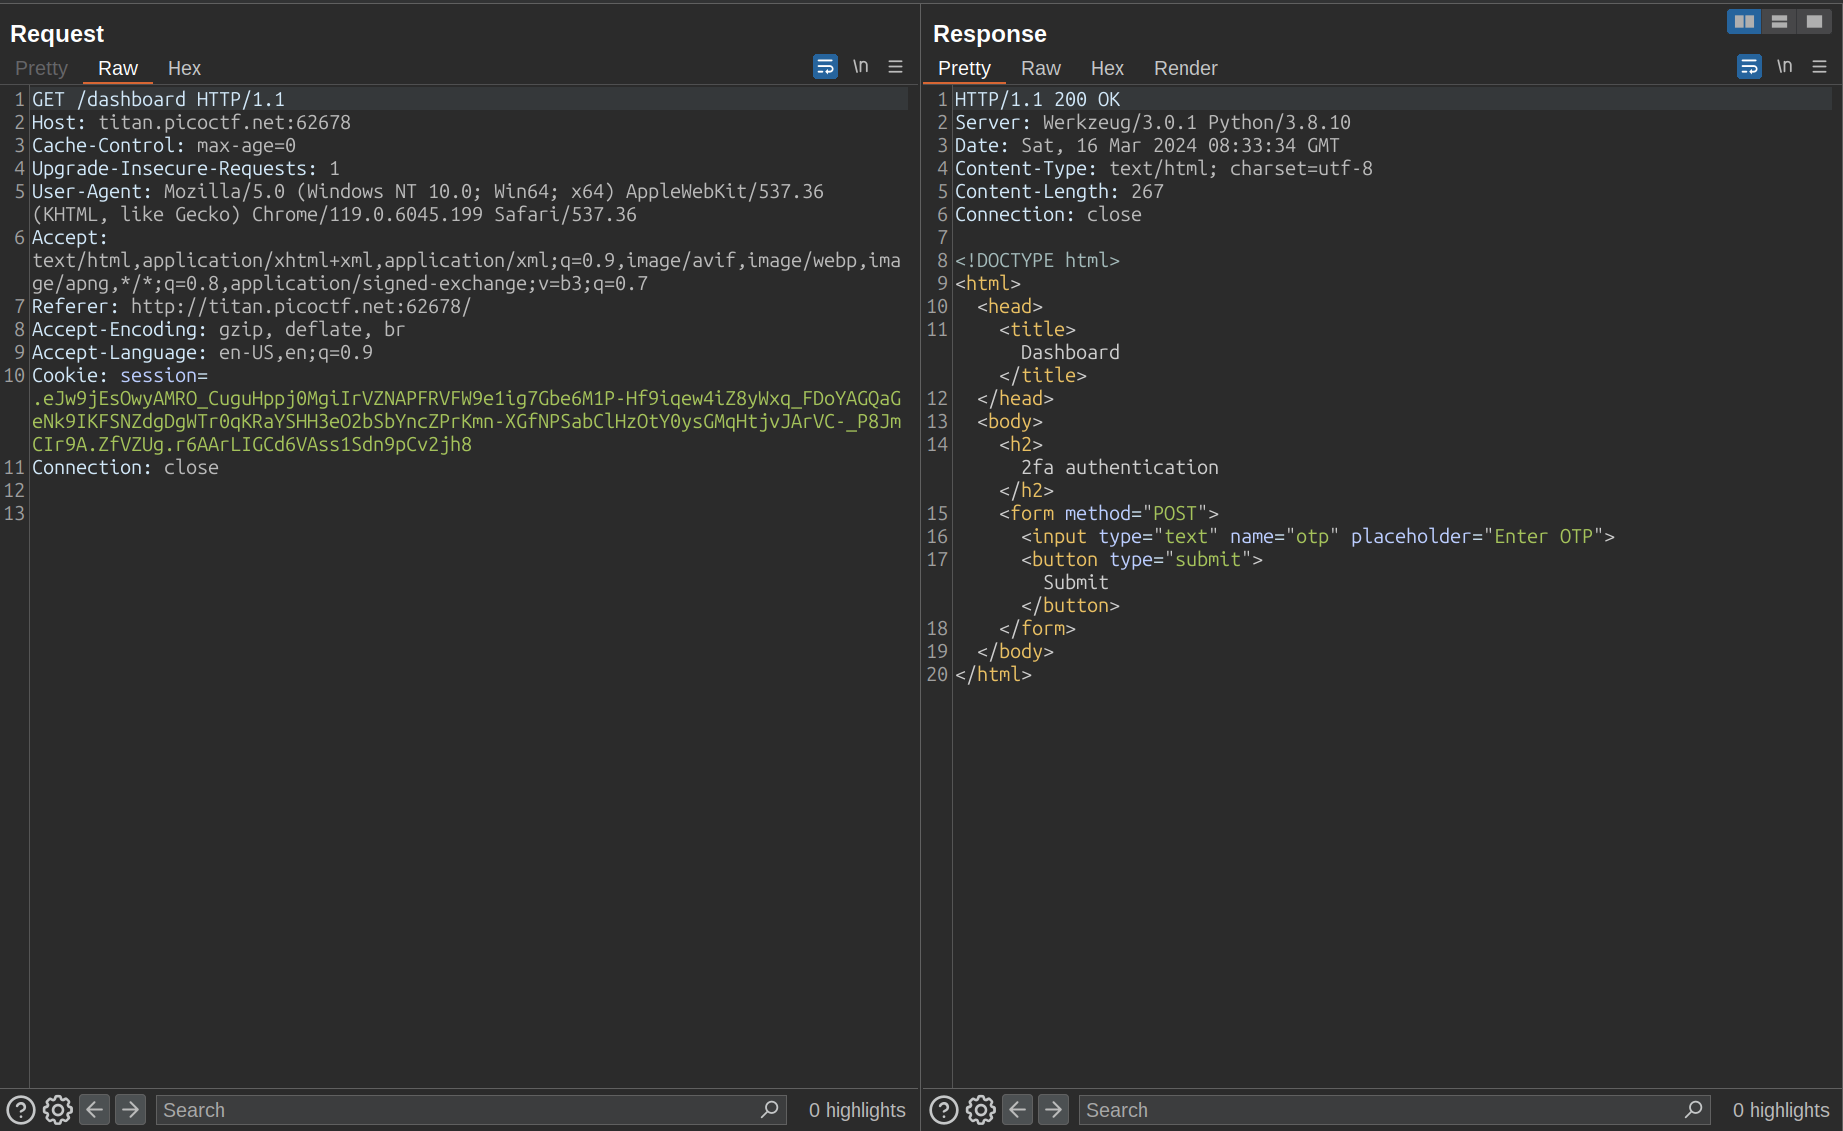 Request
Pretty Raw Hex
\n
1 GET /dashboard HTTP/1.1
2 Host: titan.picoctf.net:62678
3 Cache-Control: max-age=0
4 Upgrade-Insecure-Requests: 1
5 User-Agent: Mozilla/5.0 (Windows NT 10.0; Win64; x64) AppleWebKit/537.36
(KHTML, like Gecko) Chrome/119.0.6045.199 Safari/537.36
6 Accept:
text/html,application/xhtml+xml,application/xml;q=0.9,image/avif,image/webp,ima
ge/apng,*/*;q=0.8,application/signed-exchange;v=b3;q=0.7
7 Referer: http://titan.picoctf.net:62678/
8 Accept-Encoding: gzip, deflate, br
9 Accept-Language: en-US,en;q=0.9
10 Cookie: session=
.eJw9jEsOwyAMRO_CuguHppj0MgiIrVZNAPFRVFW9e1ig7Gbe6M1P-Hf9iqew4iZ8yWxq_FDoYAGQaG
eNk9IKFSNZdgDgWTr0qKRaYSHH3eO2bSbYncZPrKmn-XGfNPSabClHzOtY0ysGMqHtjvJArVC-_P8Jm
CIr9A.ZfVZUg.r6AArLIGCd6VAss1Sdn9pCv2jh8
11 Connection: close
12
13
? Search 0 highlights
Response
Pretty Raw Hex Render
\n
1 HTTP/1.1 200 OK
2 Server: Werkzeug/3.0.1 Python/3.8.10
3 Date: Sat, 16 Mar 2024 08:33:34 GMT
4 Content-Type: text/html; charset=utf-8
5 Content-Length: 267
6 Connection: close
7
8 <!DOCTYPE html>
9 <html>
10 <head>
11 <title>
Dashboard
</title>
12 </head>
13 <body>
14 <h2>
2fa authentication
</h2>
15 <form method="POST">
16 <input type="text" name="otp" placeholder="Enter OTP">
17 <button type="submit">
Submit
</button>
18 </form>
19 </body>
20 </html>
? Search 0 highlights